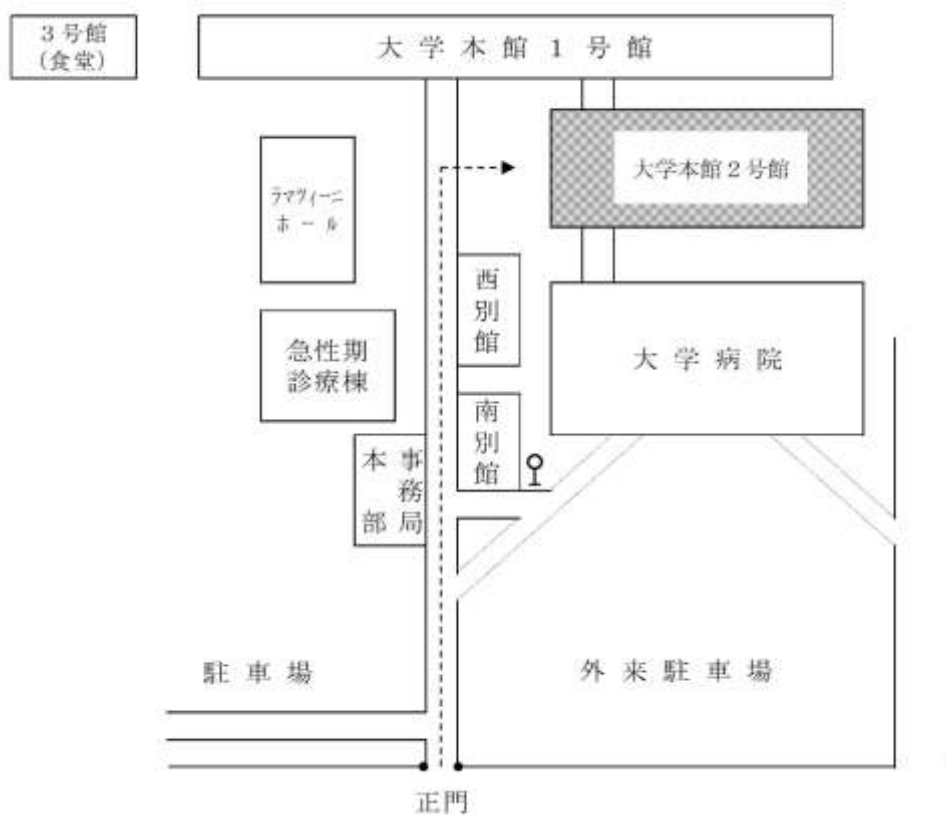 3号館
(食堂)
大学本館1号館
大学本館2号館
ラマツィーニ
ホール
西別館
急性期
診療棟
大学病院
南別館
事務局
本部
駐車場
外来駐車場
正門